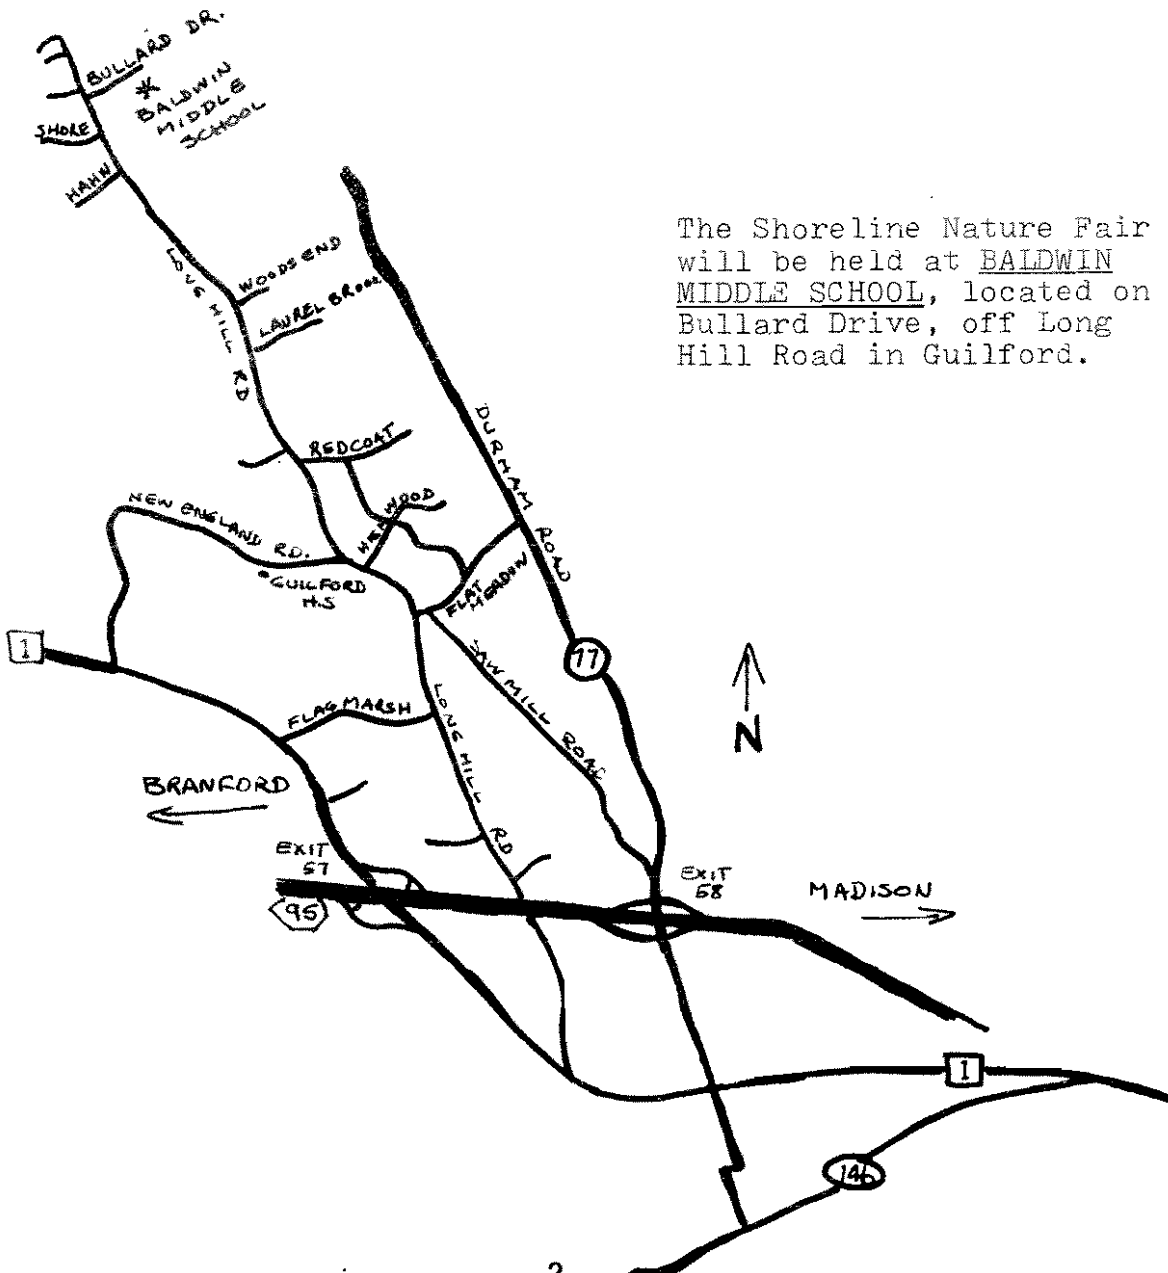 BULLARD DR.
*
BALDWIN
MIDDLE
SCHOOL
SHORE
HAHN
The Shoreline Nature Fair
will be held at BALDWIN
MIDDLE SCHOOL, located on
Bullard Drive, off Long
Hill Road in Guilford.
LONG HILL RD
WOODS END
LAUREL BROOK
DURHAM ROAD
REDCOAT
NEW ENGLAND RD.
GUILFORD
H.S
FLAT
MEADOW
1
77
SAW MILL ROAD
N
FLAG MARSH
LONG HILL RD
BRANFORD
EXIT
57
95
EXIT
58
MADISON
1
146
2